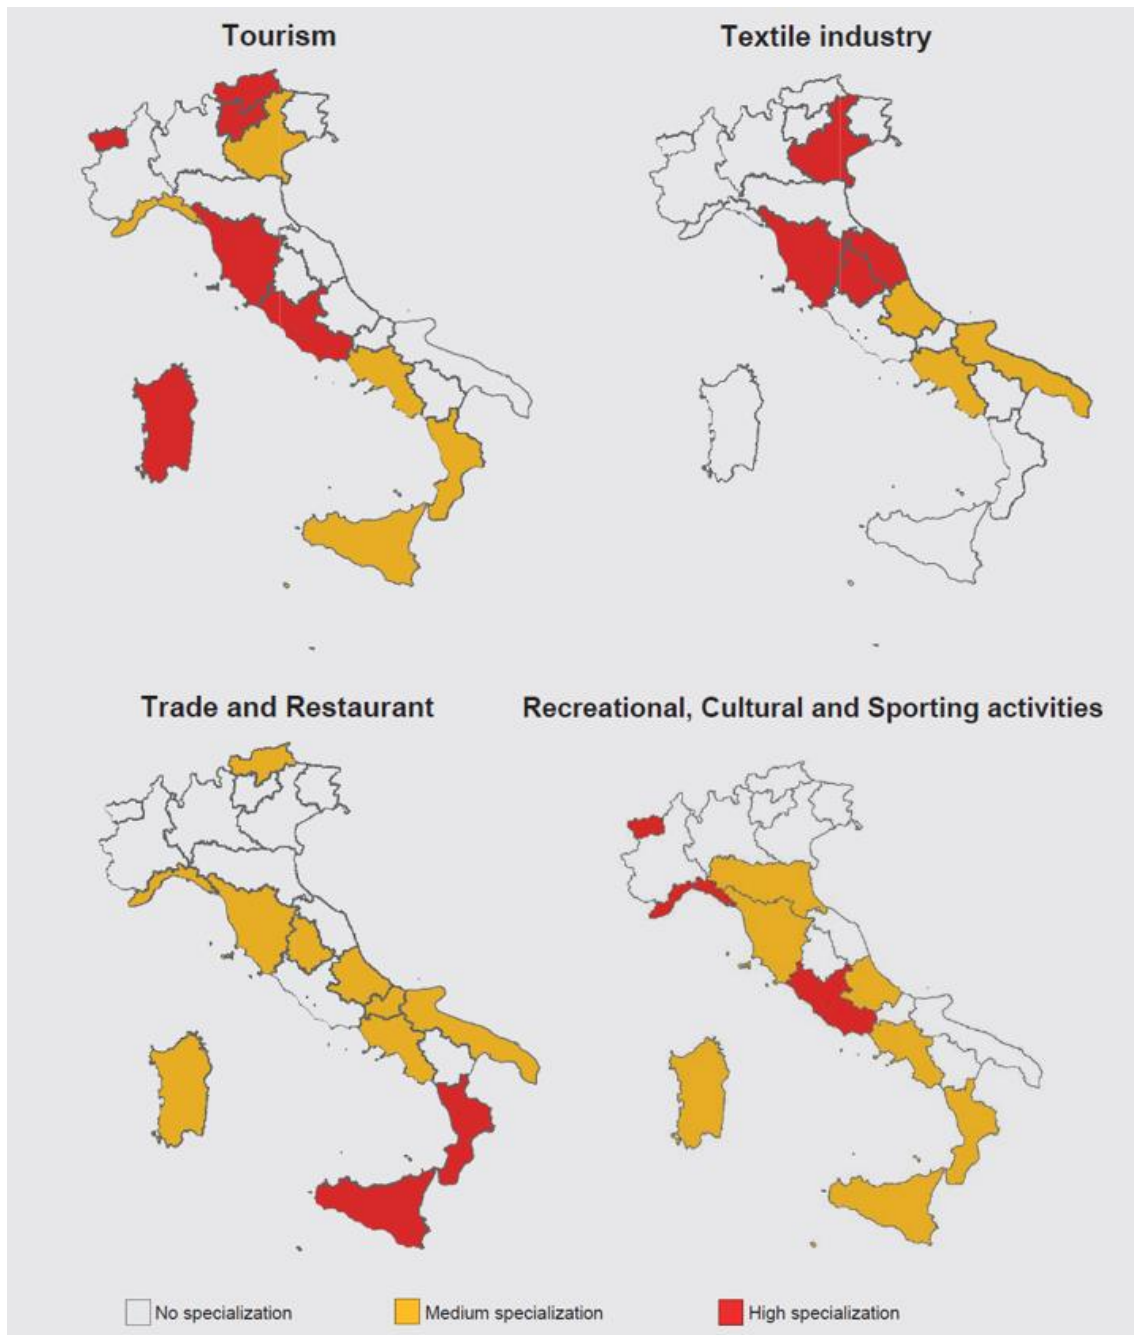 Tourism
Textile industry
Trade and Restaurant
Recreational, Cultural and Sporting activities
No specialization
Medium specialization
High specialization